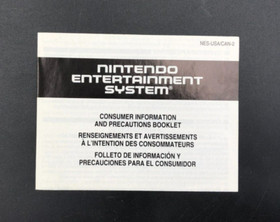 NES-USA/CAN-2
NINTENDO
ENTERTAINMENT
SYSTEM®
CONSUMER INFORMATION
AND PRECAUTIONS BOOKLET
RENSEIGNEMENTS ET AVERTISSEMENTS
À L'INTENTION DES CONSOMMATEURS
FOLLETO DE INFORMACIÓN Y
PRECAUCIONES PARA EL CONSUMIDOR